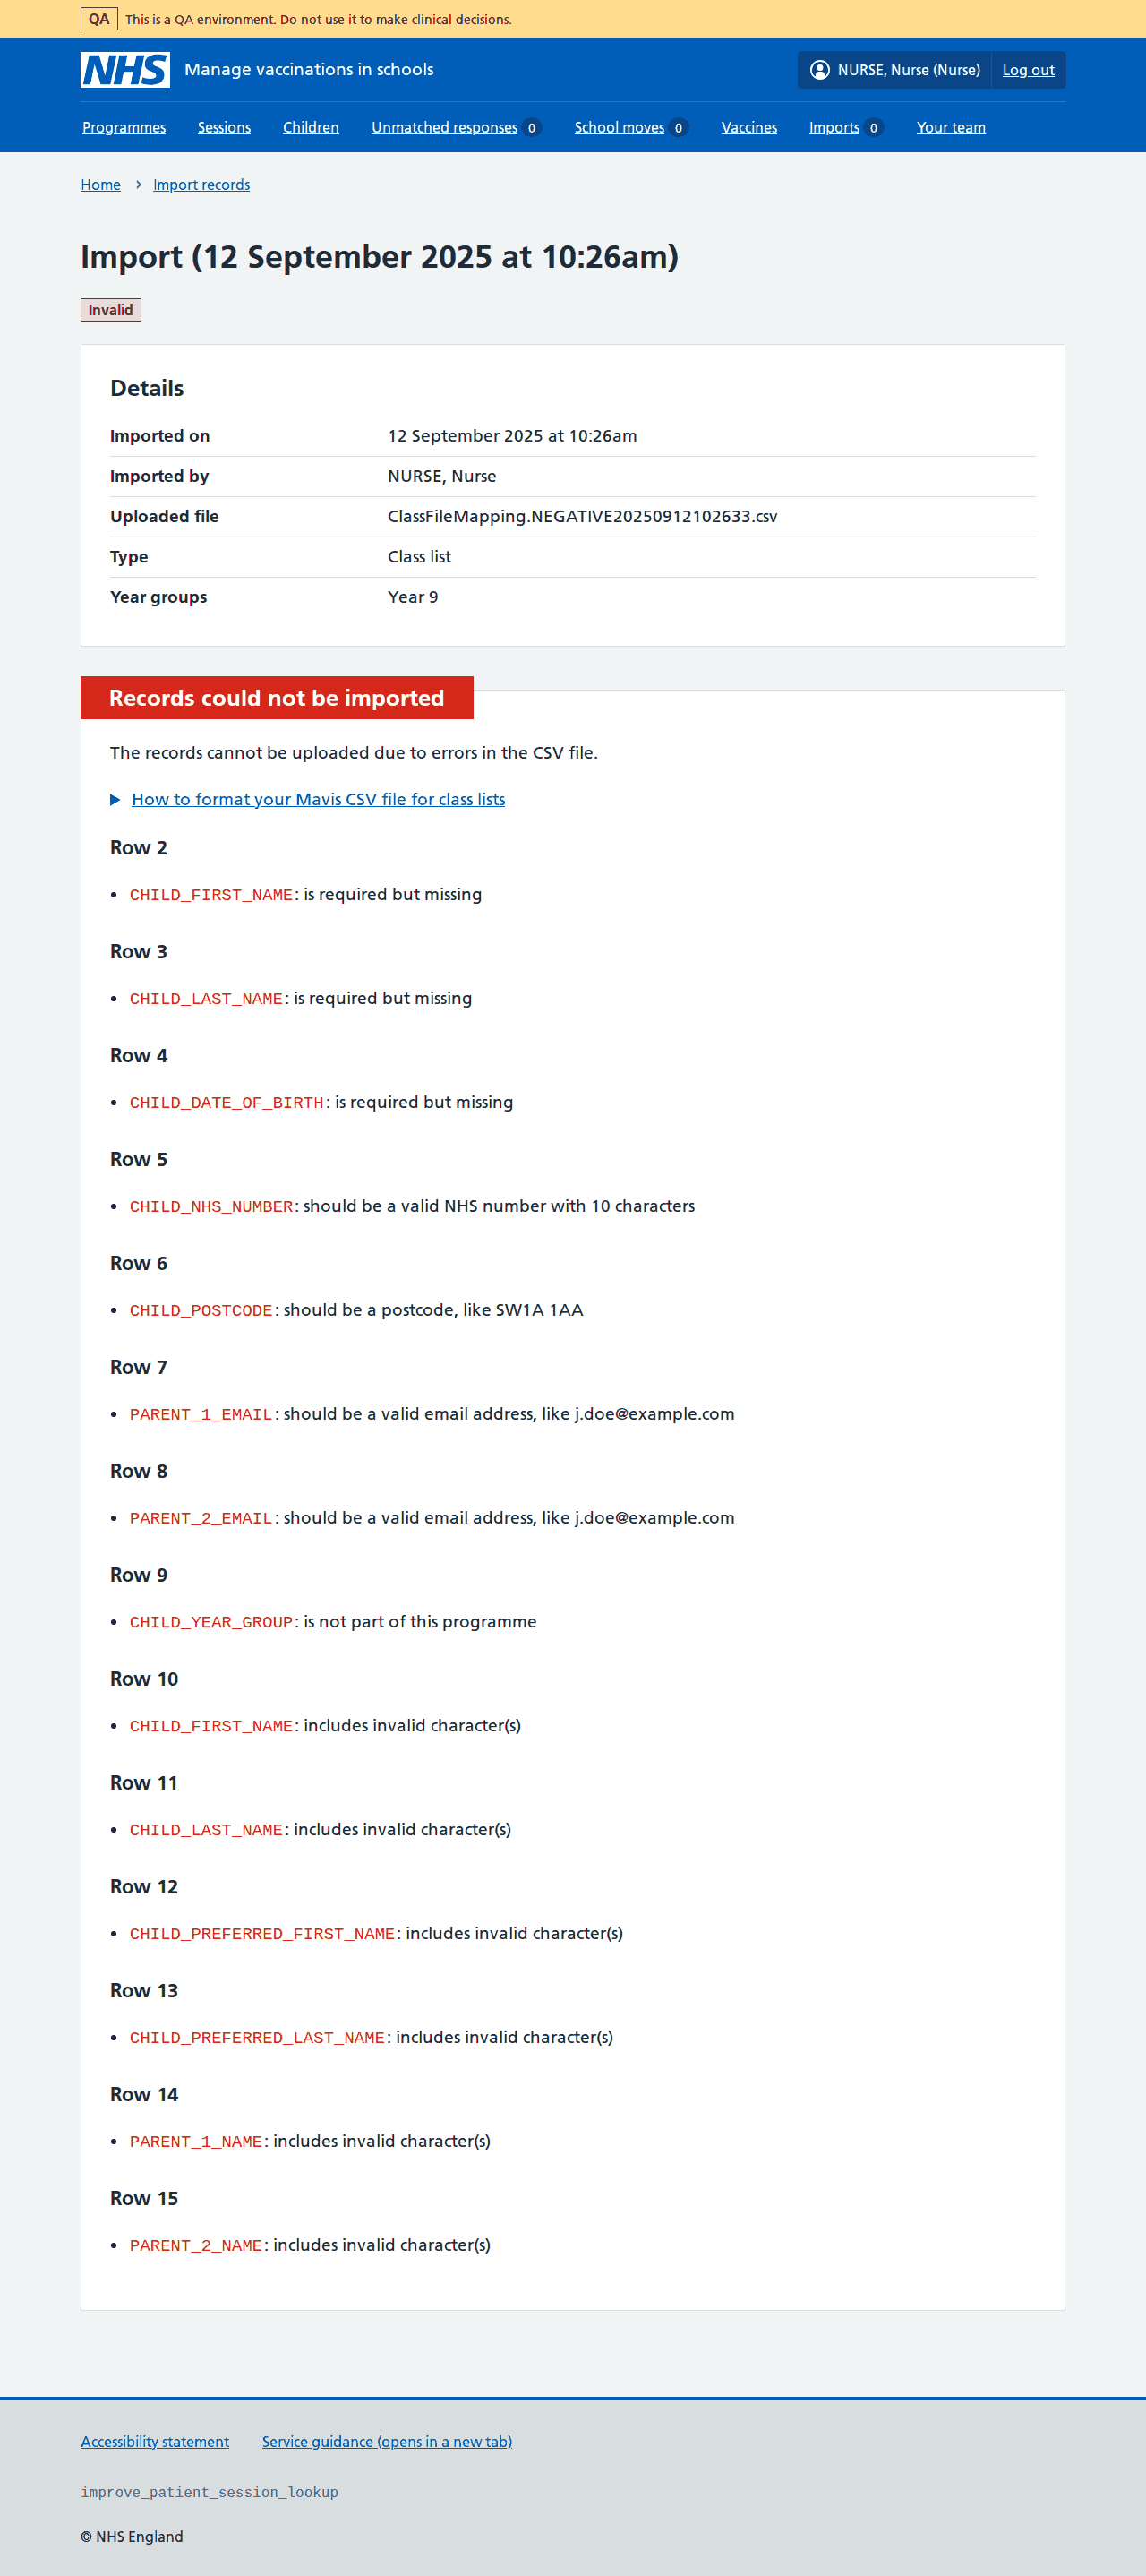 QA This is a QA environment. Do not use it to make clinical decisions.
NHS Manage vaccinations in schools NURSE, Nurse (Nurse) Log out
Programmes Sessions Children Unmatched responses 0 School moves 0 Vaccines Imports 0 Your team
Home › Import records
Import (12 September 2025 at 10:26am)
Invalid
Details
Imported on 12 September 2025 at 10:26am
Imported by NURSE, Nurse
Uploaded file ClassFileMapping.NEGATIVE20250912102633.csv
Type Class list
Year groups Year 9
Records could not be imported
The records cannot be uploaded due to errors in the CSV file.
How to format your Mavis CSV file for class lists
Row 2
• CHILD_FIRST_NAME: is required but missing
Row 3
• CHILD_LAST_NAME: is required but missing
Row 4
• CHILD_DATE_OF_BIRTH: is required but missing
Row 5
• CHILD_NHS_NUMBER: should be a valid NHS number with 10 characters
Row 6
• CHILD_POSTCODE: should be a postcode, like SW1A 1AA
Row 7
• PARENT_1_EMAIL: should be a valid email address, like j.doe@example.com
Row 8
• PARENT_2_EMAIL: should be a valid email address, like j.doe@example.com
Row 9
• CHILD_YEAR_GROUP: is not part of this programme
Row 10
• CHILD_FIRST_NAME: includes invalid character(s)
Row 11
• CHILD_LAST_NAME: includes invalid character(s)
Row 12
• CHILD_PREFERRED_FIRST_NAME: includes invalid character(s)
Row 13
• CHILD_PREFERRED_LAST_NAME: includes invalid character(s)
Row 14
• PARENT_1_NAME: includes invalid character(s)
Row 15
• PARENT_2_NAME: includes invalid character(s)
Accessibility statement Service guidance (opens in a new tab)
improve_patient_session_lookup
© NHS England